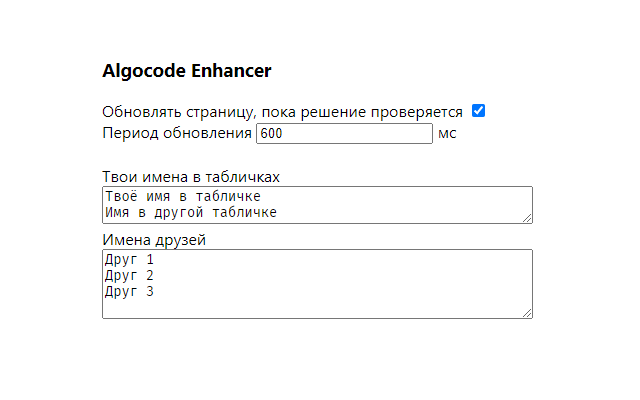 Algocode Enhancer
Обновлять страницу, пока решение проверяется
Период обновления 600 мс
Твои имена в табличках
Твоё имя в табличке
Имя в другой табличке
Имена друзей
Друг 1
Друг 2
Друг 3